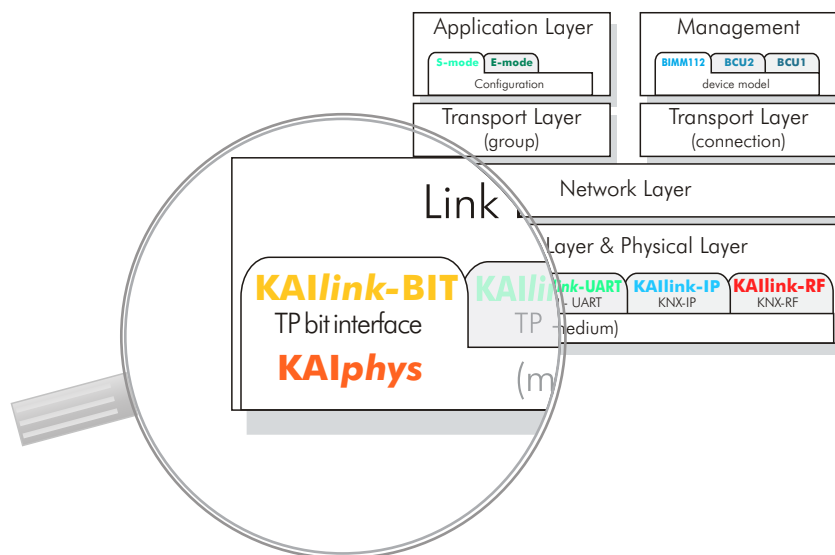 Application Layer
S-mode E-mode
Configuration
Management
BIMM112 BCU2 BCU1
device model
Transport Layer
(group)
Transport Layer
(connection)
Network Layer
Link
Layer & Physical Layer
KAIlink-BIT
TP bit interface
KAIphys
KAIlink-UART
TP - UART
KAIlink-IP
KNX-IP
KAIlink-RF
KNX-RF
(medium)